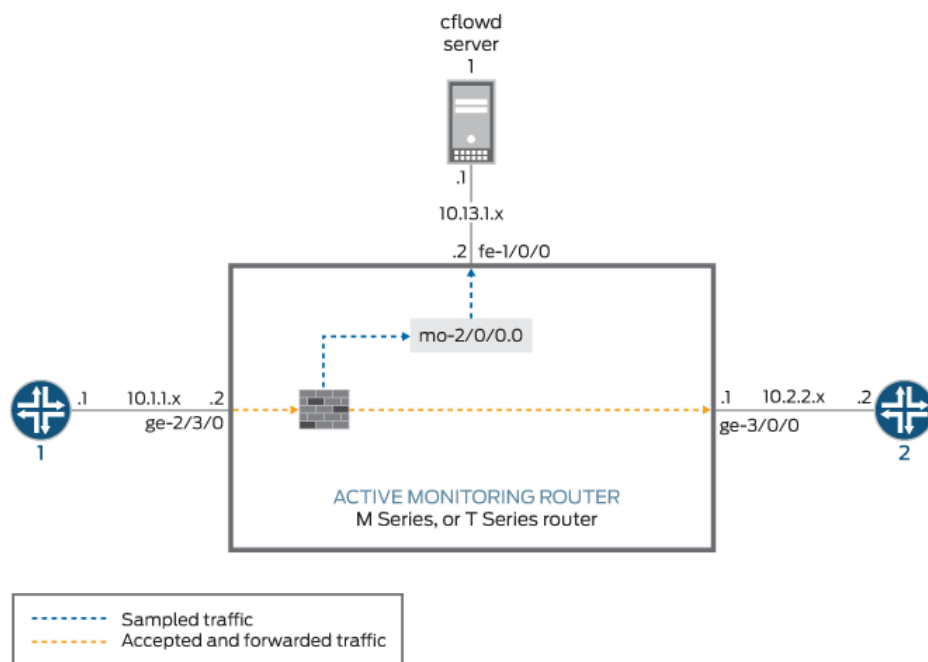 cflowd
server
1
.1
10.13.1.x
.2 fe-1/0/0
mo-2/0/0.0
.1 10.1.1.x .2
ge-2/3/0
1
.1 10.2.2.x .2
ge-3/0/0
2
ACTIVE MONITORING ROUTER
M Series, or T Series router
Sampled traffic
Accepted and forwarded traffic